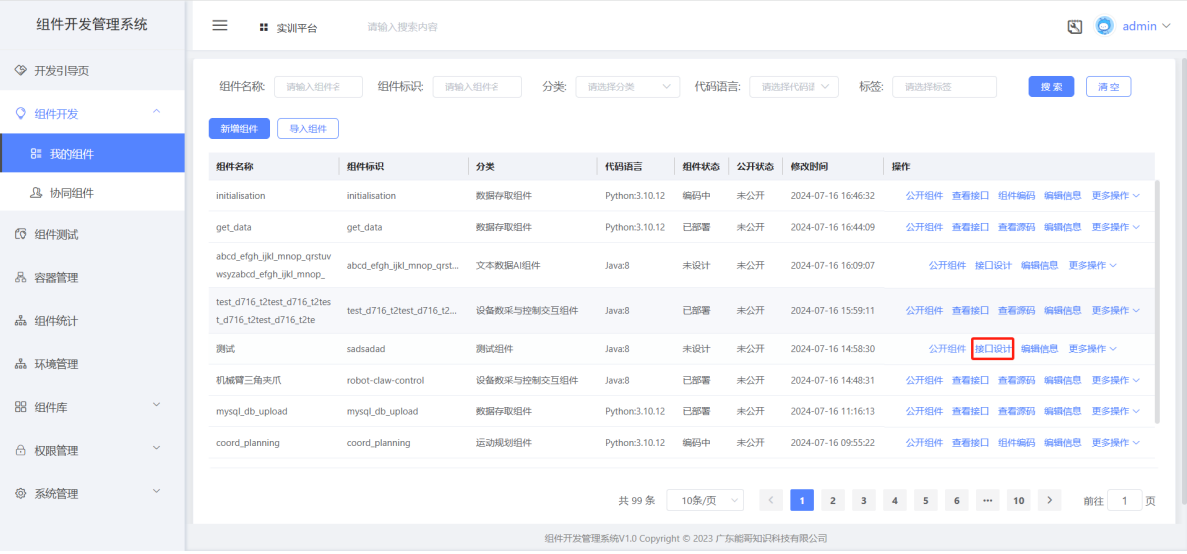 组件开发管理系统
实训平台
请输入搜索内容
admin
开发引导页
组件开发
我的组件
协同组件
组件测试
容器管理
组件统计
环境管理
组件库
权限管理
系统管理
组件名称: 请输入组件名 组件标识: 请输入组件名 分类: 请选择分类 代码语言: 请选择代码语 标签: 请选择标签 搜索 清空
新增组件 导入组件
组件名称 组件标识 分类 代码语言 组件状态 公开状态 修改时间 操作
initialisation initialisation 数据存取组件 Python:3.10.12 编码中 未公开 2024-07-16 16:46:32 公开组件 查看接口 组件编码 编辑信息 更多操作
get_data get_data 数据存取组件 Python:3.10.12 已部署 未公开 2024-07-16 16:44:09 公开组件 查看接口 查看源码 编辑信息 更多操作
abcd_efgh_ijkl_mnop_qrstuv
wsyzabcd_efgh_ijkl_mnop_ abcd_efgh_ijkl_mnop_qrst... 文本数据AI组件 Java:8 未设计 未公开 2024-07-16 16:09:07 公开组件 接口设计 编辑信息 更多操作
test_d716_t2test_d716_t2tes
t_d716_t2test_d716_t2te test_d716_t2test_d716_t2... 设备数采与控制交互组件 Java:8 已部署 未公开 2024-07-16 15:59:11 公开组件 查看接口 查看源码 编辑信息 更多操作
测试 sadsadad 测试组件 Java:8 未设计 未公开 2024-07-16 14:58:30 公开组件 接口设计 编辑信息 更多操作
机械臂三角夹爪 robot-claw-control 设备数采与控制交互组件 Java:8 已部署 未公开 2024-07-16 14:48:31 公开组件 查看接口 查看源码 编辑信息 更多操作
mysql_db_upload mysql_db_upload 数据存取组件 Python:3.10.12 已部署 未公开 2024-07-16 11:16:13 公开组件 查看接口 查看源码 编辑信息 更多操作
coord_planning coord_planning 运动规划组件 Python:3.10.12 编码中 未公开 2024-07-16 09:55:22 公开组件 查看接口 组件编码 编辑信息 更多操作
共 99 条 10条/页 1 2 3 4 5 6 ... 10 前往 1 页
组件开发管理系统V1.0 Copyright © 2023 广东能哥知识科技有限公司